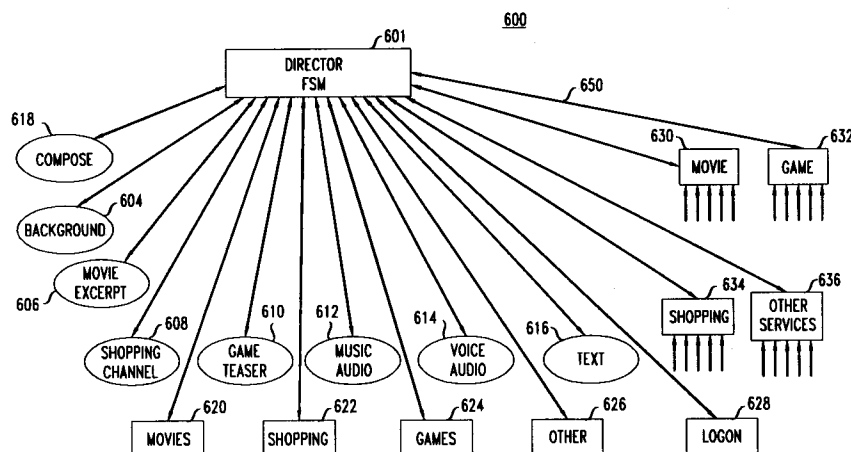 600
601
DIRECTOR
FSM
650
618
COMPOSE
630
MOVIE
632
GAME
604
BACKGROUND
MOVIE
EXCERPT
606
608
SHOPPING
CHANNEL
610
GAME
TEASER
612
MUSIC
AUDIO
614
VOICE
AUDIO
616
TEXT
634
SHOPPING
636
OTHER
SERVICES
620
MOVIES
622
SHOPPING
624
GAMES
626
OTHER
628
LOGON